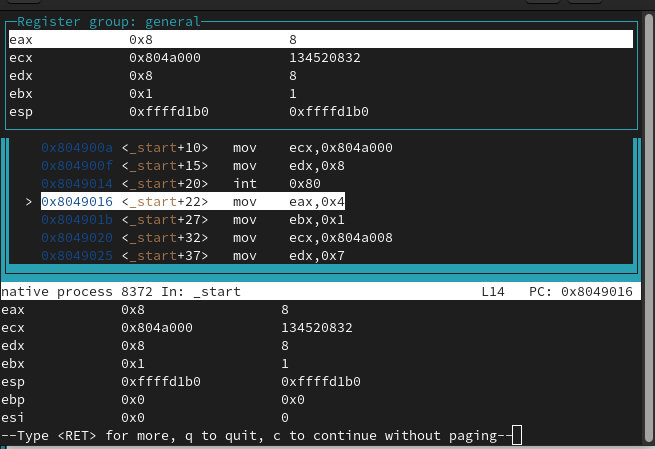 Register group: general
eax 0x8 8
ecx 0x804a000 134520832
edx 0x8 8
ebx 0x1 1
esp 0xffffd1b0 0xffffd1b0
0x804900a <_start+10> mov ecx,0x804a000
0x804900f <_start+15> mov edx,0x8
0x8049014 <_start+20> int 0x80
> 0x8049016 <_start+22> mov eax,0x4
0x804901b <_start+27> mov ebx,0x1
0x8049020 <_start+32> mov ecx,0x804a008
0x8049025 <_start+37> mov edx,0x7
native process 8372 In: _start L14 PC: 0x8049016
eax 0x8 8
ecx 0x804a000 134520832
edx 0x8 8
ebx 0x1 1
esp 0xffffd1b0 0xffffd1b0
ebp 0x0 0x0
esi 0x0 0
--Type <RET> for more, q to quit, c to continue without paging--